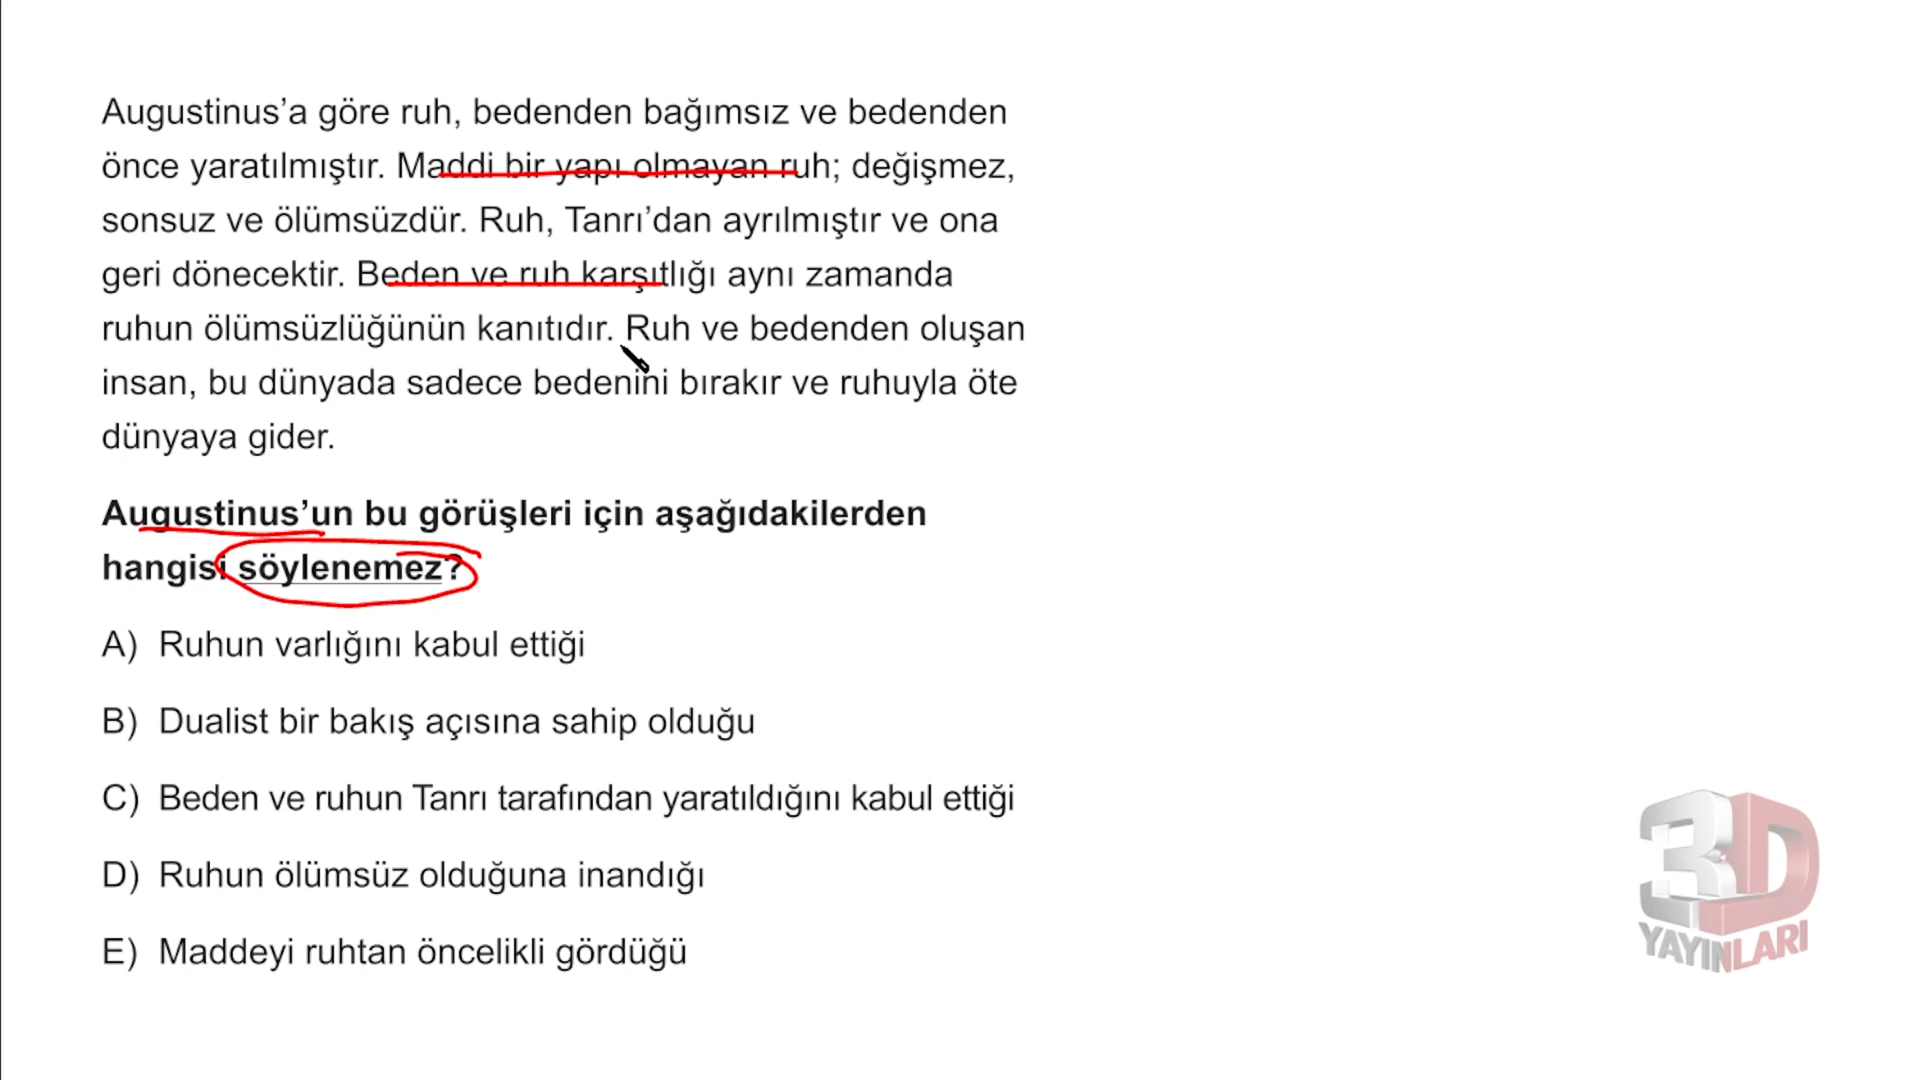 Augustinus’a göre ruh, bedenden bağımsız ve bedenden
önce yaratılmıştır. Maddi bir yapı olmayan ruh; değişmez,
sonsuz ve ölümsüzdür. Ruh, Tanrı’dan ayrılmıştır ve ona
geri dönecektir. Beden ve ruh karşıtlığı aynı zamanda
ruhun ölümsüzlüğünün kanıtıdır. Ruh ve bedenden oluşan
insan, bu dünyada sadece bedenini bırakır ve ruhuyla öte
dünyaya gider.
Augustinus’un bu görüşleri için aşağıdakilerden
hangisi söylenemez?
A) Ruhun varlığını kabul ettiği
B) Dualist bir bakış açısına sahip olduğu
C) Beden ve ruhun Tanrı tarafından yaratıldığını kabul ettiği
D) Ruhun ölümsüz olduğuna inandığı
E) Maddeyi ruhtan öncelikli gördüğü
3D
YAYINLARI